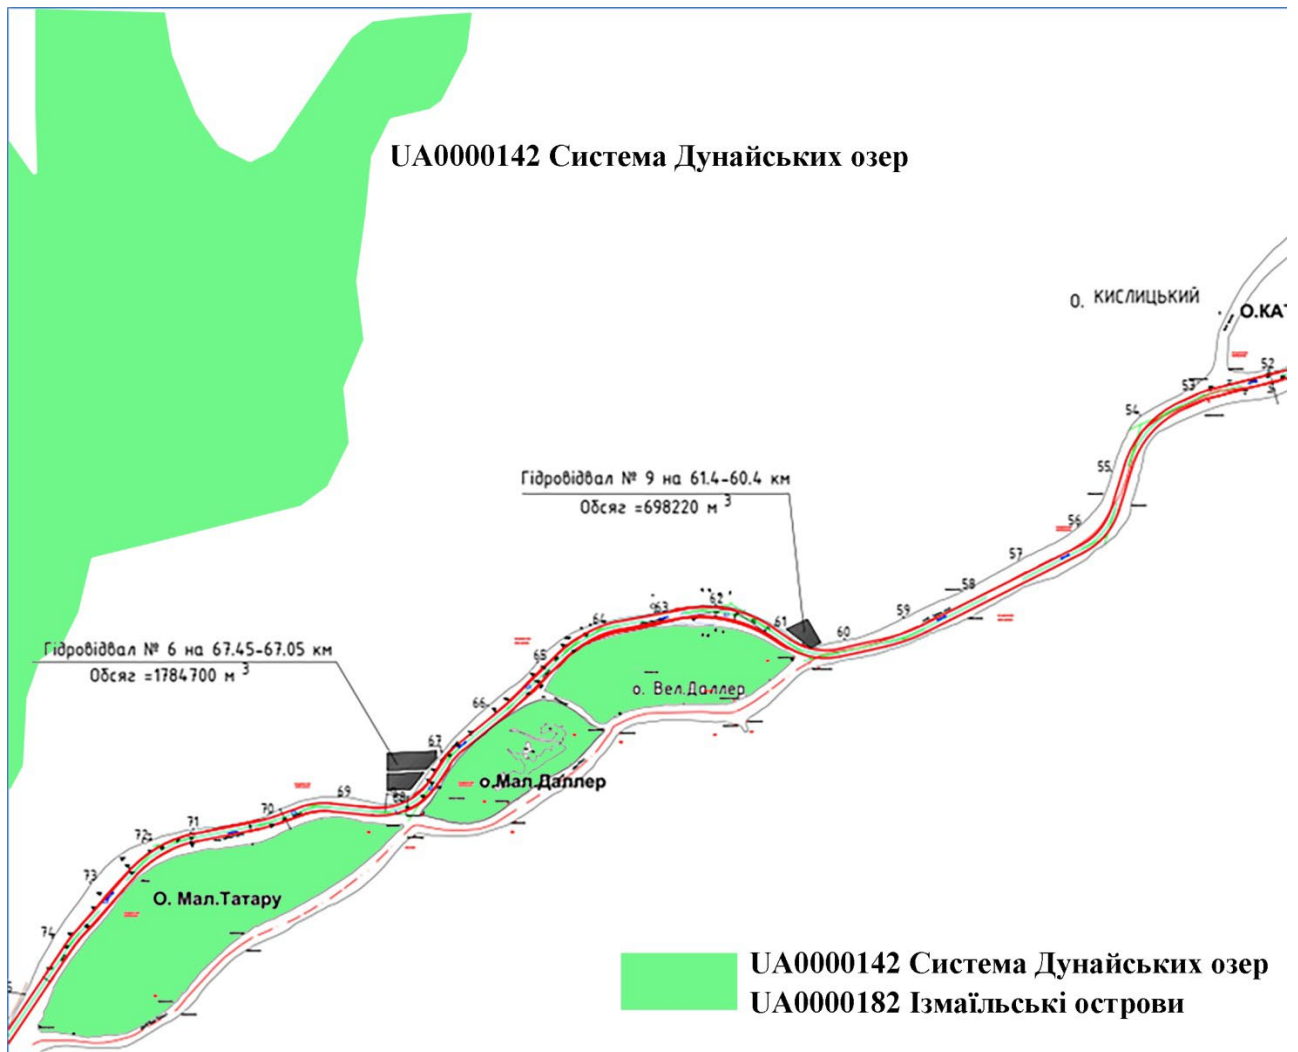 UA0000142 Система Дунайських озер
О. КИСЛИЦЬКИЙ
О.КАТ
52
53
54
55
56
57
58
59
60
61
62
63
64
65
66
67
68
69
70
71
72
73
74
Гідровідвал № 9 на 61.4-60.4 км
Обсяг =698220 м 3
Гідровідвал № 6 на 67.45-67.05 км
Обсяг =1784700 м 3
о. Вел.Даллер
о.Мал.Даллер
О. Мал.Татару
UA0000142 Система Дунайських озер
UA0000182 Ізмаїльські острови